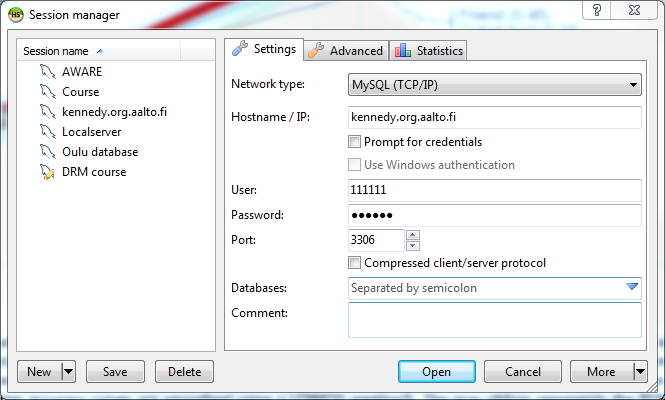 HS
Session manager
?
Session name
AWARE
Course
kennedy.org.aalto.fi
Localserver
Oulu database
DRM course
Settings
Advanced
Statistics
Network type:
MySQL (TCP/IP)
Hostname / IP:
kennedy.org.aalto.fi
Prompt for credentials
Use Windows authentication
User:
111111
Password:
●●●●●●
Port:
3306
Compressed client/server protocol
Databases:
Separated by semicolon
Comment:
New
Save
Delete
Open
Cancel
More